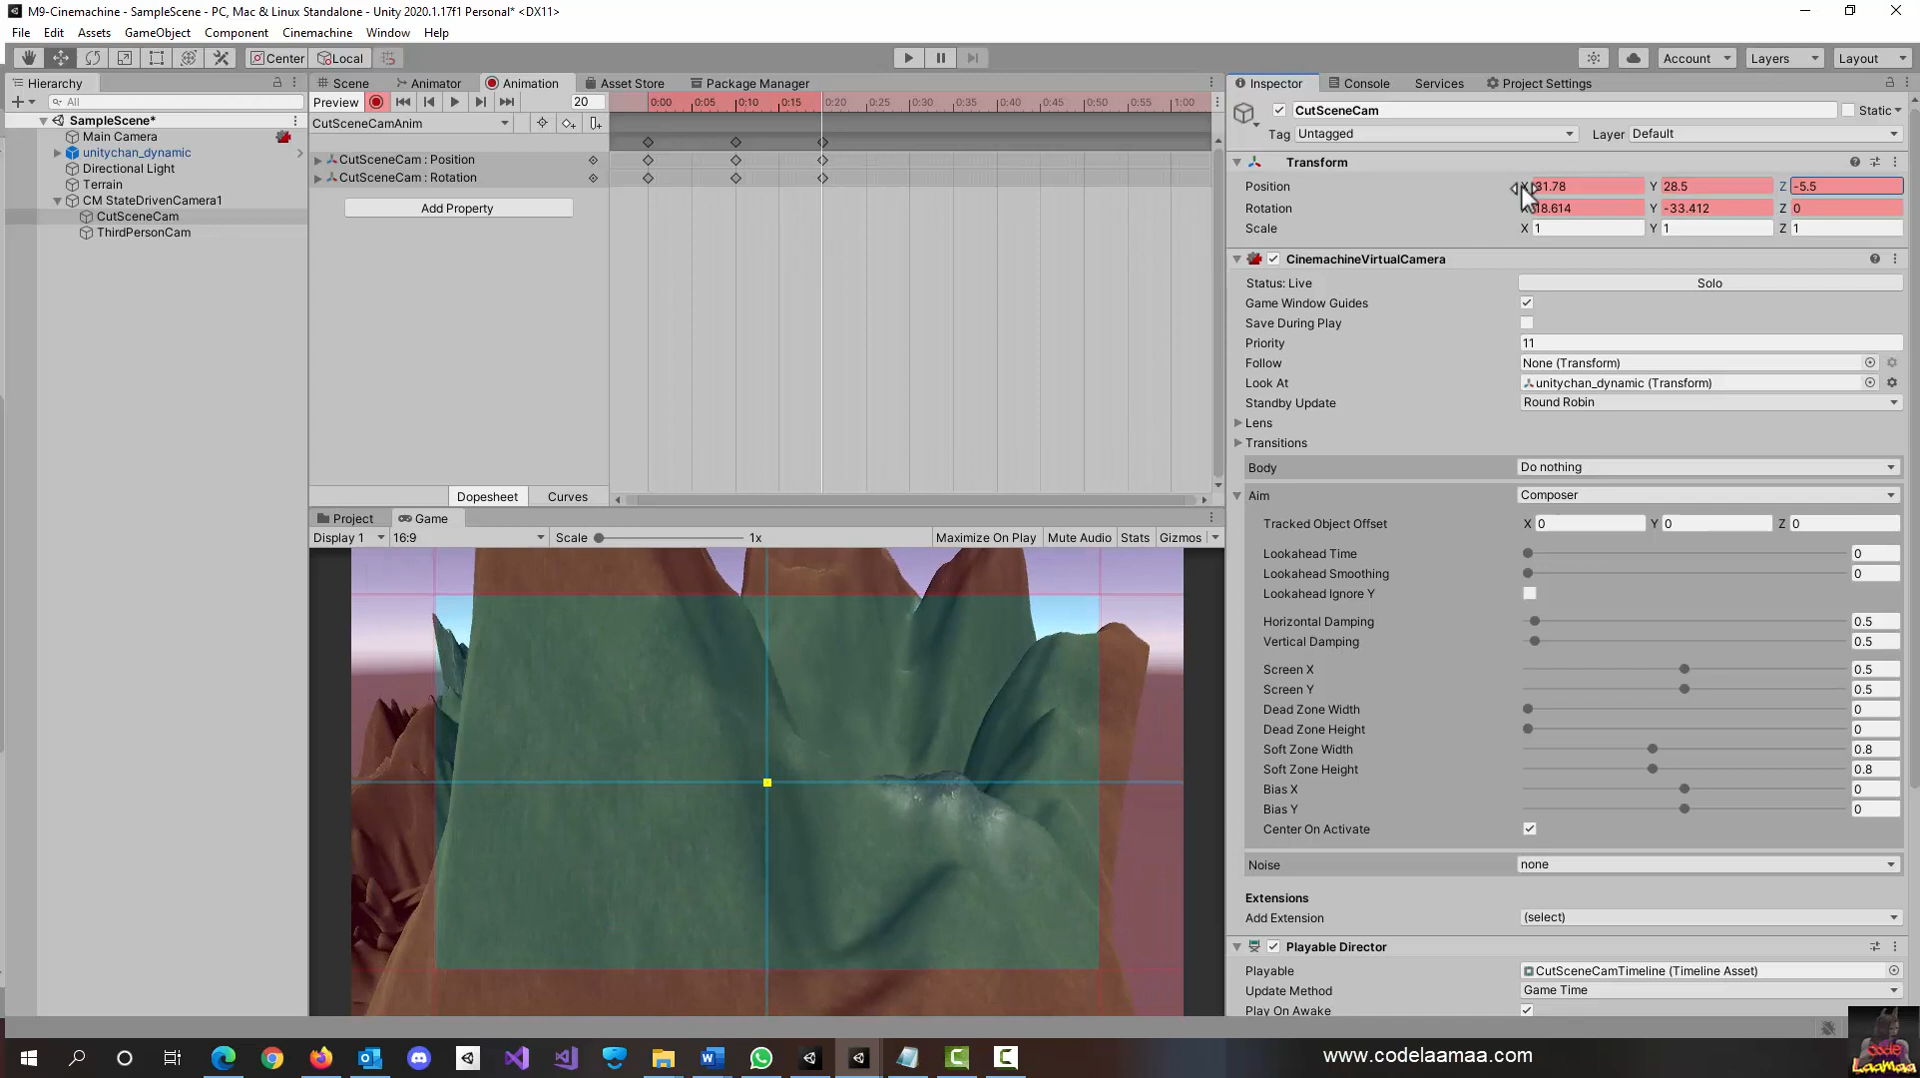 M9-Cinemachine - SampleScene - PC, Mac & Linux Standalone - Unity 2020.1.17f1 Personal* <DX11>
File Edit Assets GameObject Component Cinemachine Window Help
Center Local Account Layers Layout
Hierarchy Scene Animator Animation Asset Store Package Manager Inspector Console Services Project Settings
All
Preview 20 0:00 0:05 0:10 0:15 0:20 0:25 0:30 0:35 0:40 0:45 0:50 0:55 1:00
CutSceneCamAnim
CutSceneCam : Position
CutSceneCam : Rotation
Add Property
Dopesheet Curves
SampleScene*
Main Camera
unitychan_dynamic
Directional Light
Terrain
CM StateDrivenCamera1
CutSceneCam
ThirdPersonCam
Project Game
Display 1 16:9 Scale 1x Maximize On Play Mute Audio Stats Gizmos
CutSceneCam Static
Tag Untagged Layer Default
Transform
Position X 31.78 Y 28.5 Z -5.5
Rotation 18.614 Y -33.412 Z 0
Scale X 1 Y 1 Z 1
CinemachineVirtualCamera
Status: Live Solo
Game Window Guides
Save During Play
Priority 11
Follow None (Transform)
Look At unitychan_dynamic (Transform)
Standby Update Round Robin
Lens
Transitions
Body Do nothing
Aim Composer
Tracked Object Offset X 0 Y 0 Z 0
Lookahead Time 0
Lookahead Smoothing 0
Lookahead Ignore Y
Horizontal Damping 0.5
Vertical Damping 0.5
Screen X 0.5
Screen Y 0.5
Dead Zone Width 0
Dead Zone Height 0
Soft Zone Width 0.8
Soft Zone Height 0.8
Bias X 0
Bias Y 0
Center On Activate
Noise none
Extensions
Add Extension (select)
Playable Director
Playable CutSceneCamTimeline (Timeline Asset)
Update Method Game Time
Play On Awake
www.codelaamaa.com
Code
LaaMaa